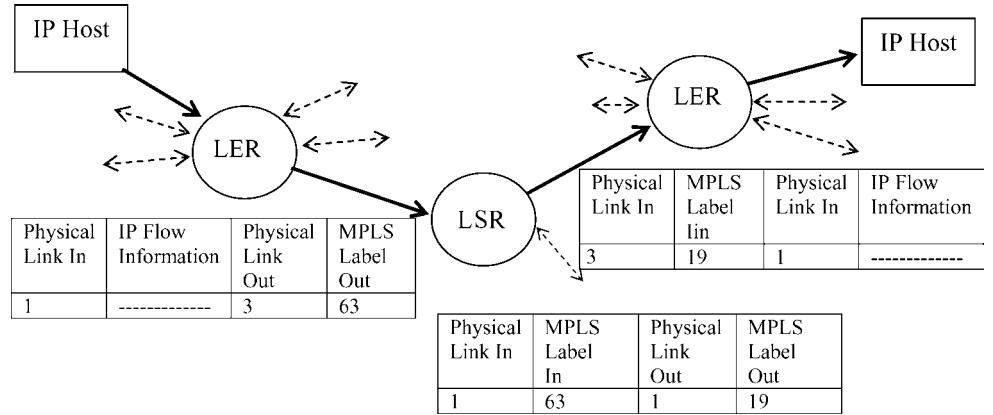 IP Host
IP Host
LER
LER
LSR
Physical Link In | IP Flow Information | Physical Link Out | MPLS Label Out
1 | ------------- | 3 | 63
Physical Link In | MPLS Label Iin | Physical Link In | IP Flow Information
3 | 19 | 1 | -------------
Physical Link In | MPLS Label In | Physical Link Out | MPLS Label Out
1 | 63 | 1 | 19